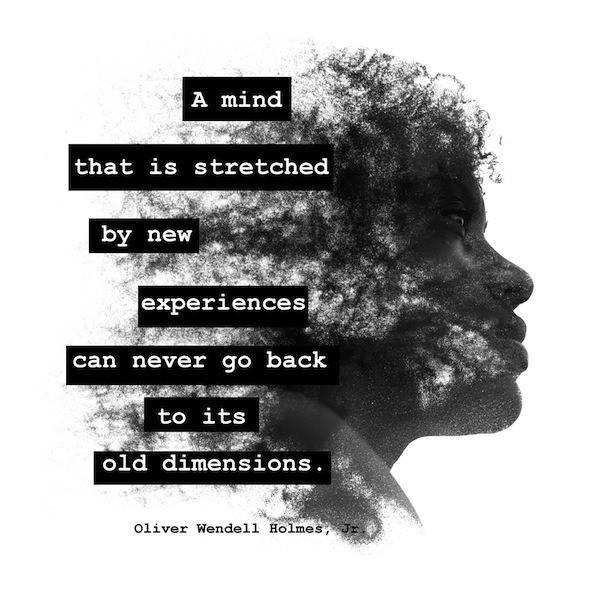 A mind
that is stretched
by new
experiences
can never go back
to its
old dimensions.
Oliver Wendell Holmes, Jr.